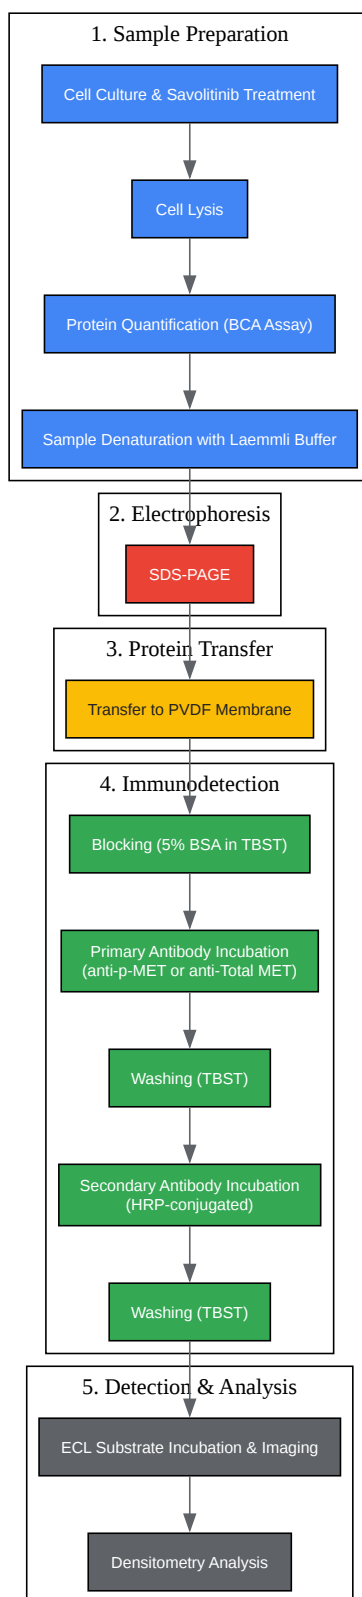 1. Sample Preparation
Cell Culture & Savolitinib Treatment
Cell Lysis
Protein Quantification (BCA Assay)
Sample Denaturation with Laemmli Buffer
2. Electrophoresis
SDS-PAGE
3. Protein Transfer
Transfer to PVDF Membrane
4. Immunodetection
Blocking (5% BSA in TBST)
Primary Antibody Incubation
(anti-p-MET or anti-Total MET)
Washing (TBST)
Secondary Antibody Incubation
(HRP-conjugated)
Washing (TBST)
5. Detection & Analysis
ECL Substrate Incubation & Imaging
Densitometry Analysis